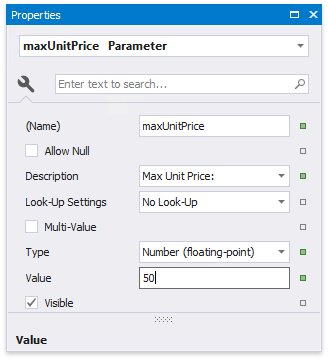 Properties
maxUnitPrice Parameter
Enter text to search...
(Name) maxUnitPrice
Allow Null
Description Max Unit Price:
Look-Up Settings No Look-Up
Multi-Value
Type Number (floating-point)
Value 50
Visible
Value